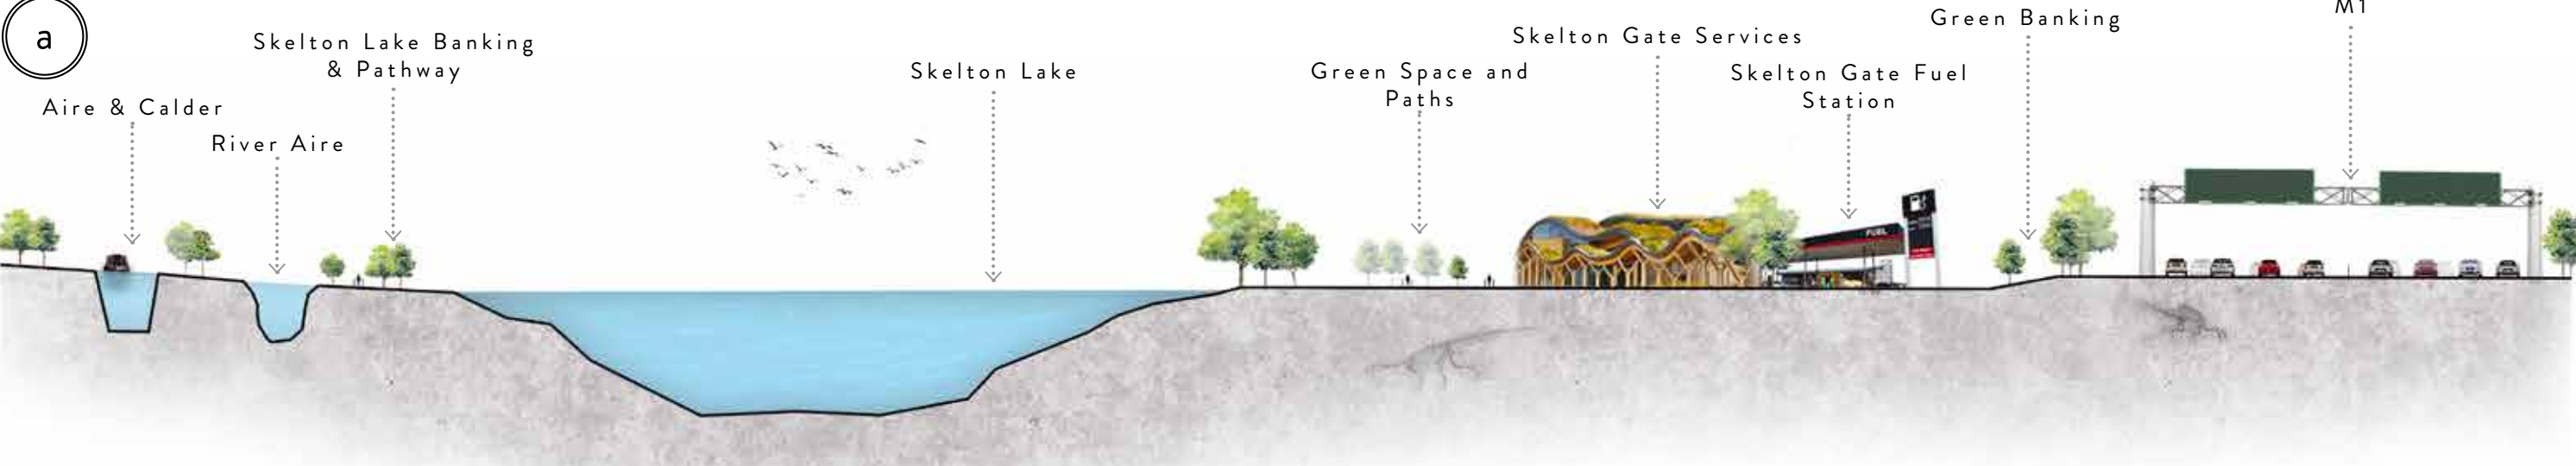 a
Aire & Calder
River Aire
Skelton Lake Banking
& Pathway
Skelton Lake
Green Space and
Paths
Skelton Gate Services
Skelton Gate Fuel
Station
FUEL
Green Banking
M1